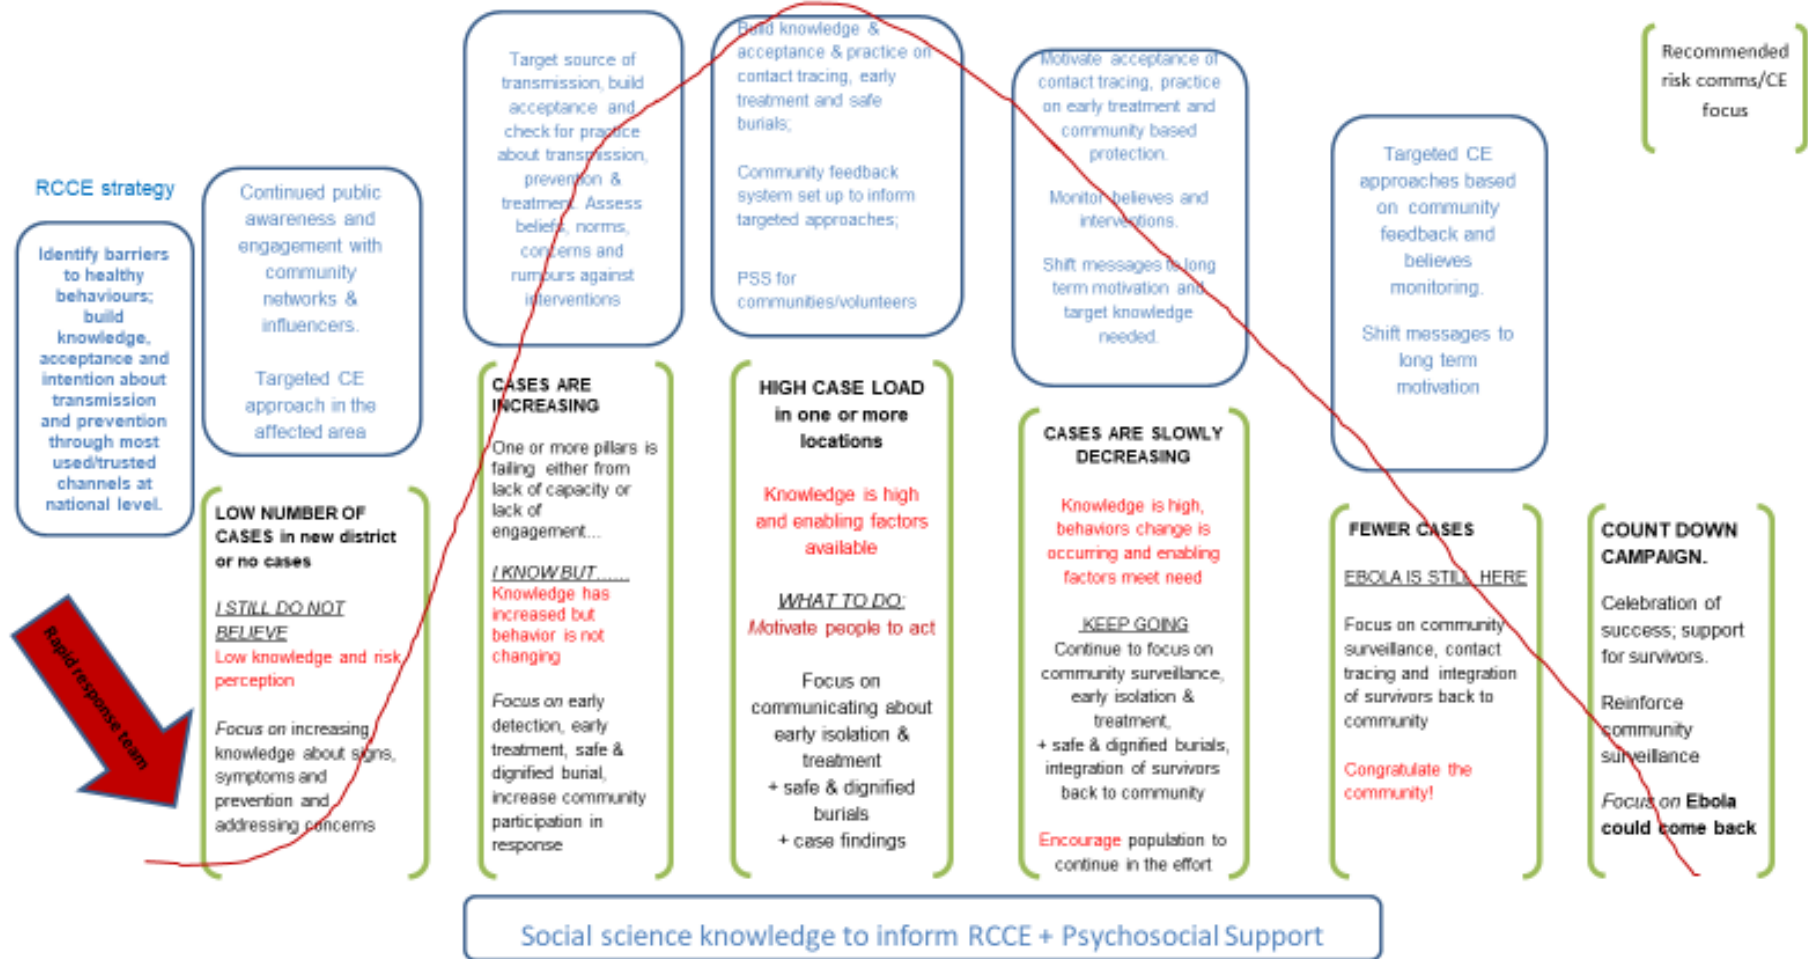 RCCE strategy
Identify barriers
to healthy
behaviours;
build
knowledge,
acceptance and
intention about
transmission
and prevention
through most
used/trusted
channels at
national level.
Continued public
awareness and
engagement with
community
networks &
influencers.
Targeted CE
approach in the
affected area
Target source of
transmission, build
acceptance and
check for practice
about transmission,
prevention &
treatment. Assess
beliefs, norms,
concerns and
rumours against
interventions
Build knowledge &
acceptance & practice on
contact tracing, early
treatment and safe
burials;
Community feedback
system set up to inform
targeted approaches;
PSS for
communities/volunteers
Motivate acceptance of
contact tracing, practice
on early treatment and
community based
protection.
Monitor believes and
interventions.
Shift messages to long
term motivation and
target knowledge
needed.
Targeted CE
approaches based
on community
feedback and
believes
monitoring.
Shift messages to
long term
motivation
Recommended
risk comms/CE
focus
Rapid response team
LOW NUMBER OF
CASES in new district
or no cases
I STILL DO NOT
BELIEVE
Low knowledge and risk
perception
Focus on increasing
knowledge about signs,
symptoms and
prevention and
addressing concerns
CASES ARE
INCREASING
One or more pillars is
failing either from
lack of capacity or
lack of
engagement...
I KNOW BUT......
Knowledge has
increased but
behavior is not
changing
Focus on early
detection, early
treatment, safe &
dignified burial,
increase community
participation in
response
HIGH CASE LOAD
in one or more
locations
Knowledge is high
and enabling factors
available
WHAT TO DO:
Motivate people to act
Focus on
communicating about
early isolation &
treatment
+ safe & dignified
burials
+ case findings
CASES ARE SLOWLY
DECREASING
Knowledge is high,
behaviors change is
occurring and enabling
factors meet need
KEEP GOING
Continue to focus on
community surveillance,
early isolation &
treatment,
+ safe & dignified burials,
integration of survivors
back to community
Encourage population to
continue in the effort
FEWER CASES
EBOLA IS STILL HERE
Focus on community
surveillance, contact
tracing and integration
of survivors back to
community
Congratulate the
community!
COUNT DOWN
CAMPAIGN.
Celebration of
success; support
for survivors.
Reinforce
community
surveillance
Focus on Ebola
could come back
Social science knowledge to inform RCCE + Psychosocial Support